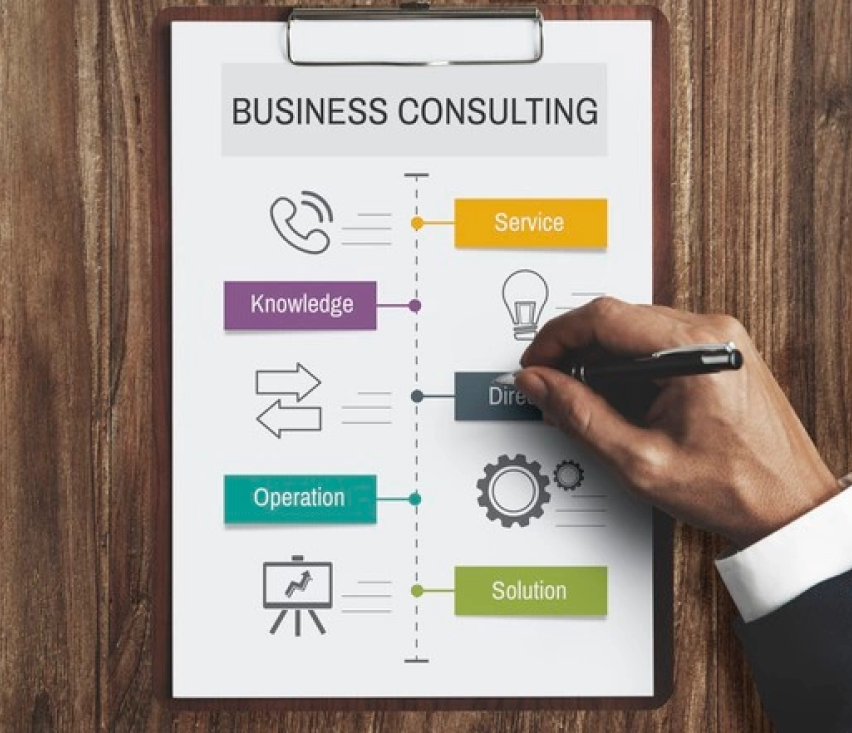 BUSINESS CONSULTING
Service
Knowledge
Operation
Solution